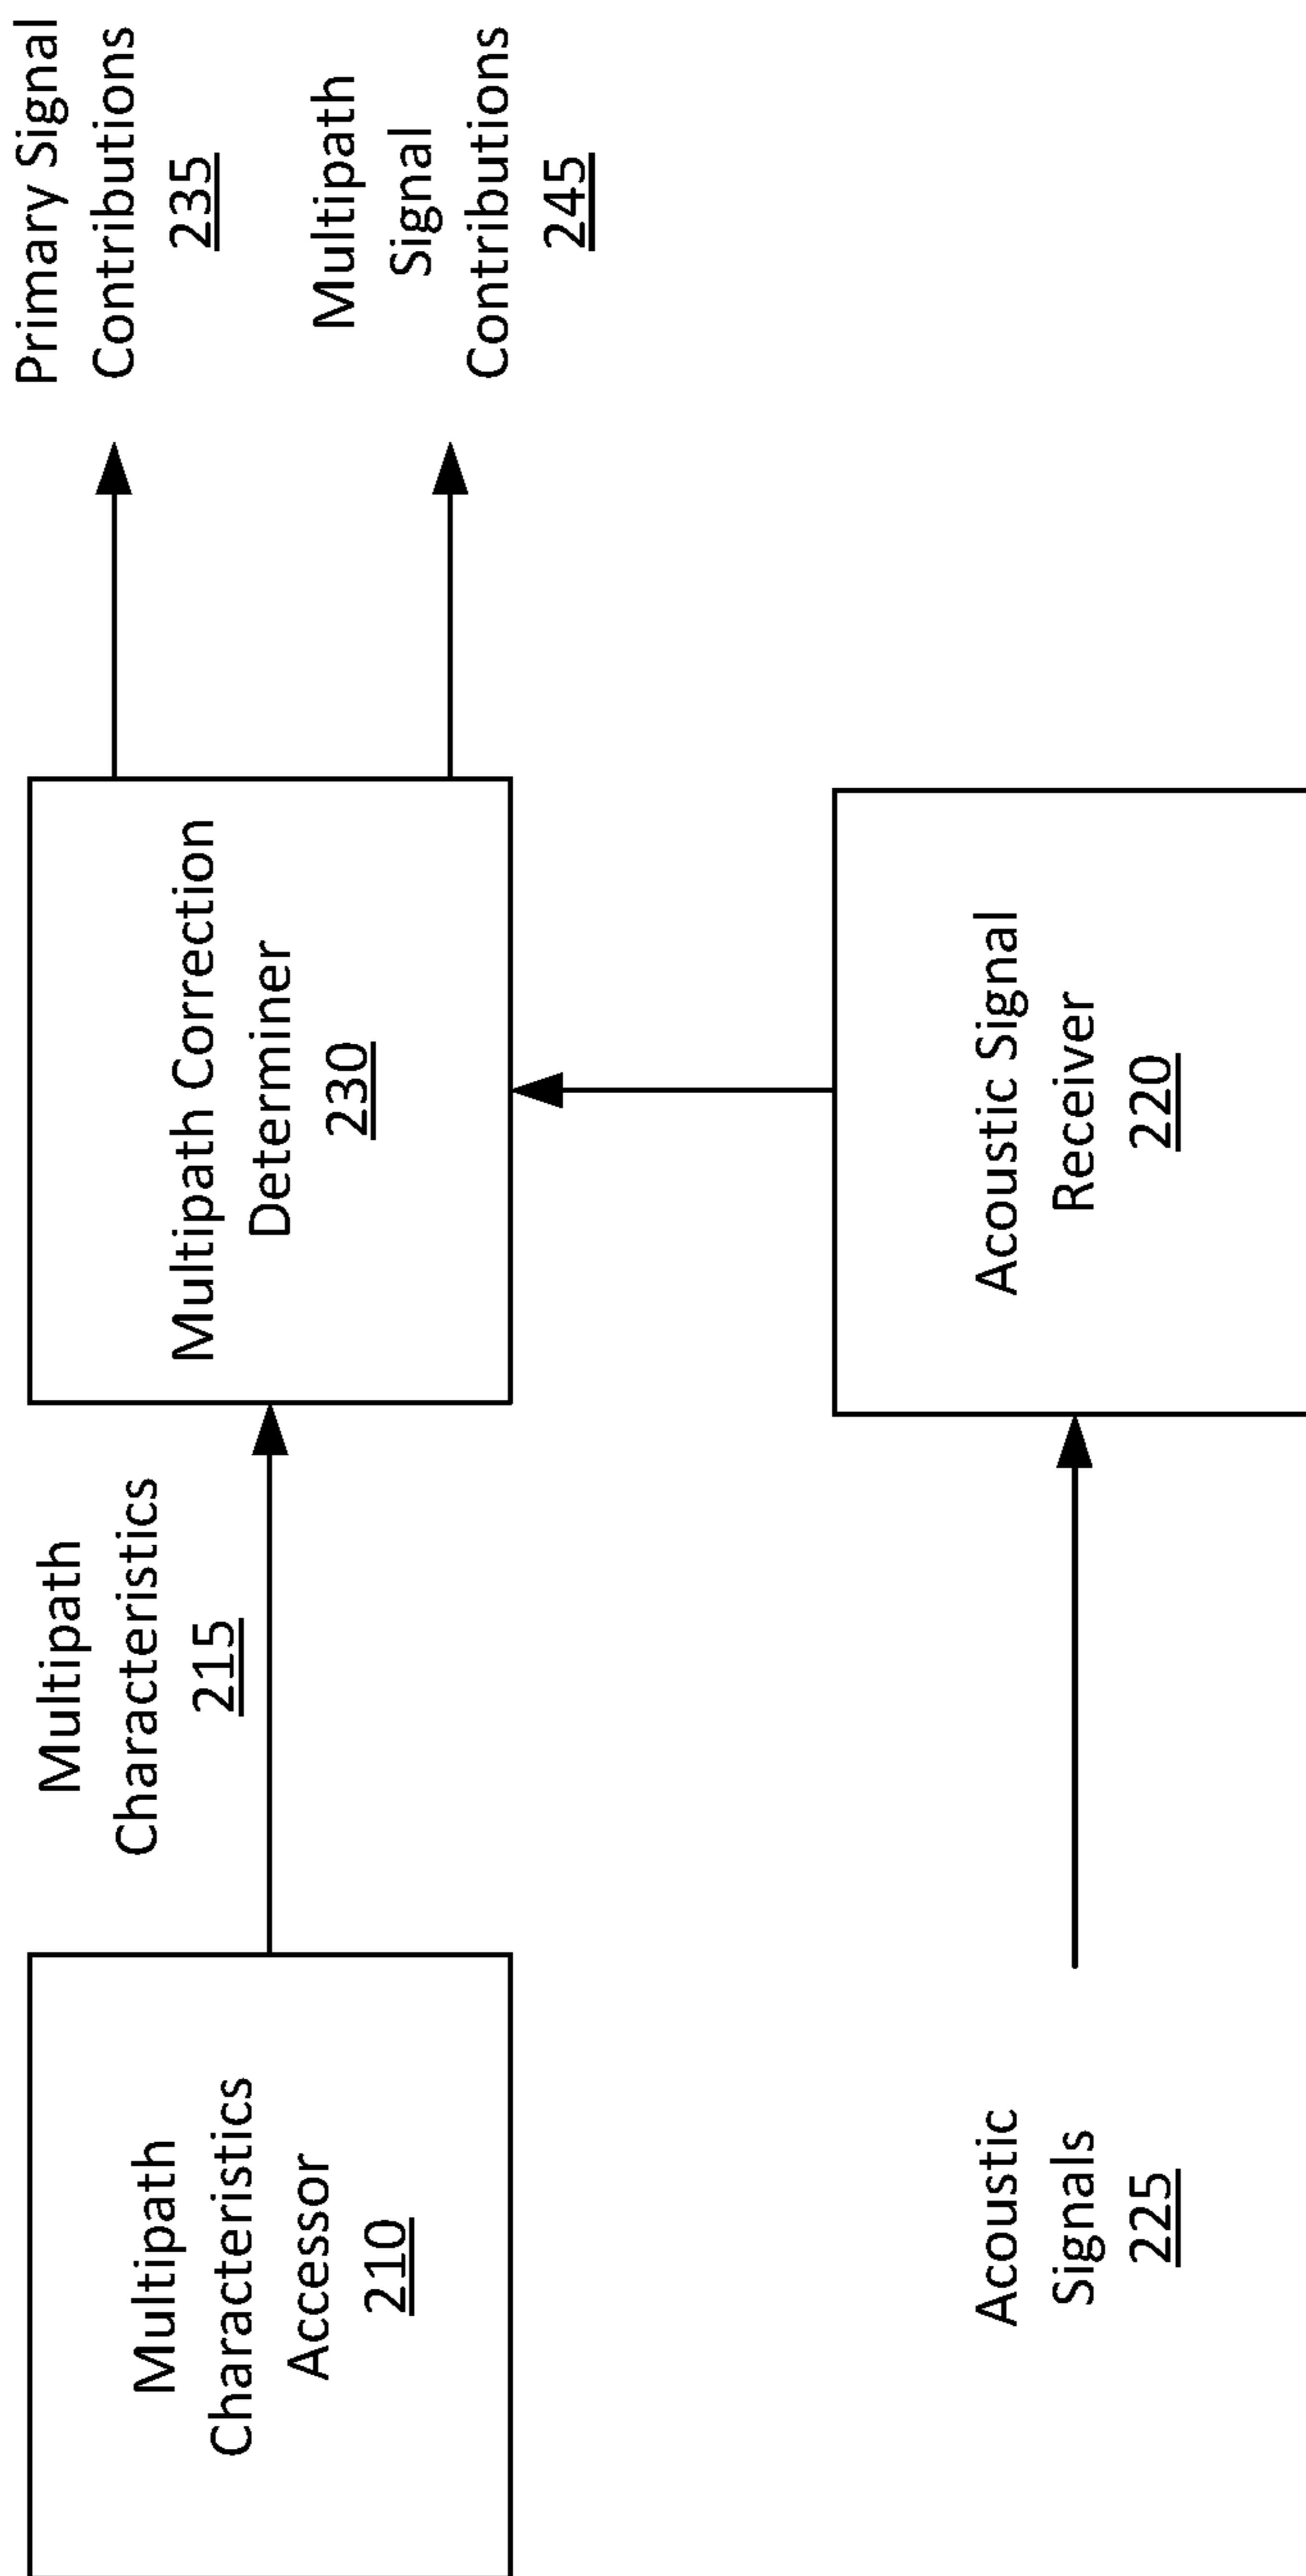 Multipath
Characteristics
Accessor
210
Multipath
Characteristics
215
Multipath Correction
Determiner
230
Primary Signal
Contributions
235
Multipath
Signal
Contributions
245
Acoustic
Signals
225
Acoustic Signal
Receiver
220